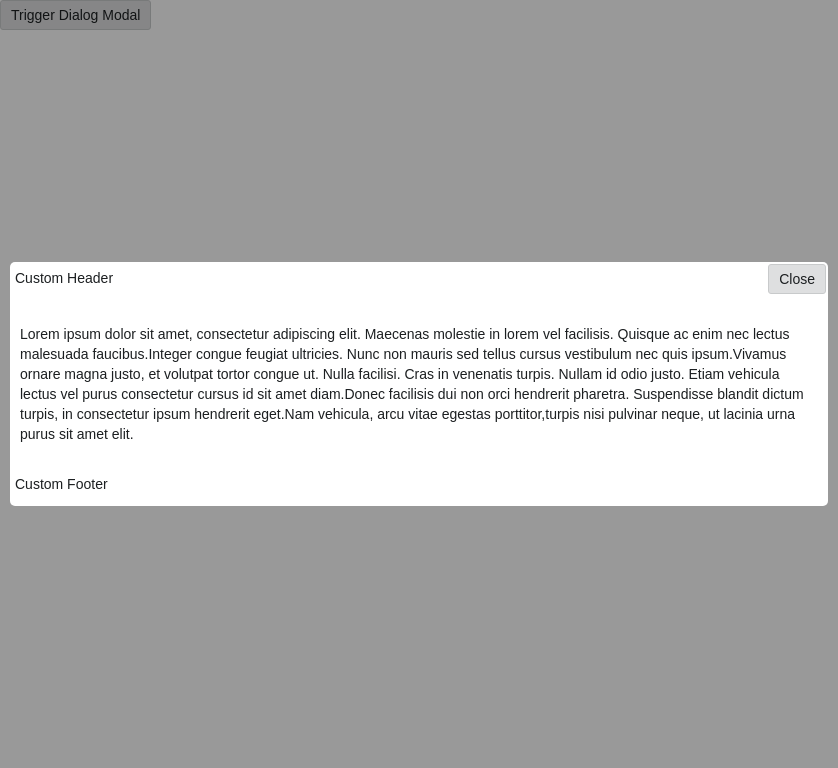 Trigger Dialog Modal
Custom Header
Close
Lorem ipsum dolor sit amet, consectetur adipiscing elit. Maecenas molestie in lorem vel facilisis. Quisque ac enim nec lectus
malesuada faucibus.Integer congue feugiat ultricies. Nunc non mauris sed tellus cursus vestibulum nec quis ipsum.Vivamus
ornare magna justo, et volutpat tortor congue ut. Nulla facilisi. Cras in venenatis turpis. Nullam id odio justo. Etiam vehicula
lectus vel purus consectetur cursus id sit amet diam.Donec facilisis dui non orci hendrerit pharetra. Suspendisse blandit dictum
turpis, in consectetur ipsum hendrerit eget.Nam vehicula, arcu vitae egestas porttitor,turpis nisi pulvinar neque, ut lacinia urna
purus sit amet elit.
Custom Footer